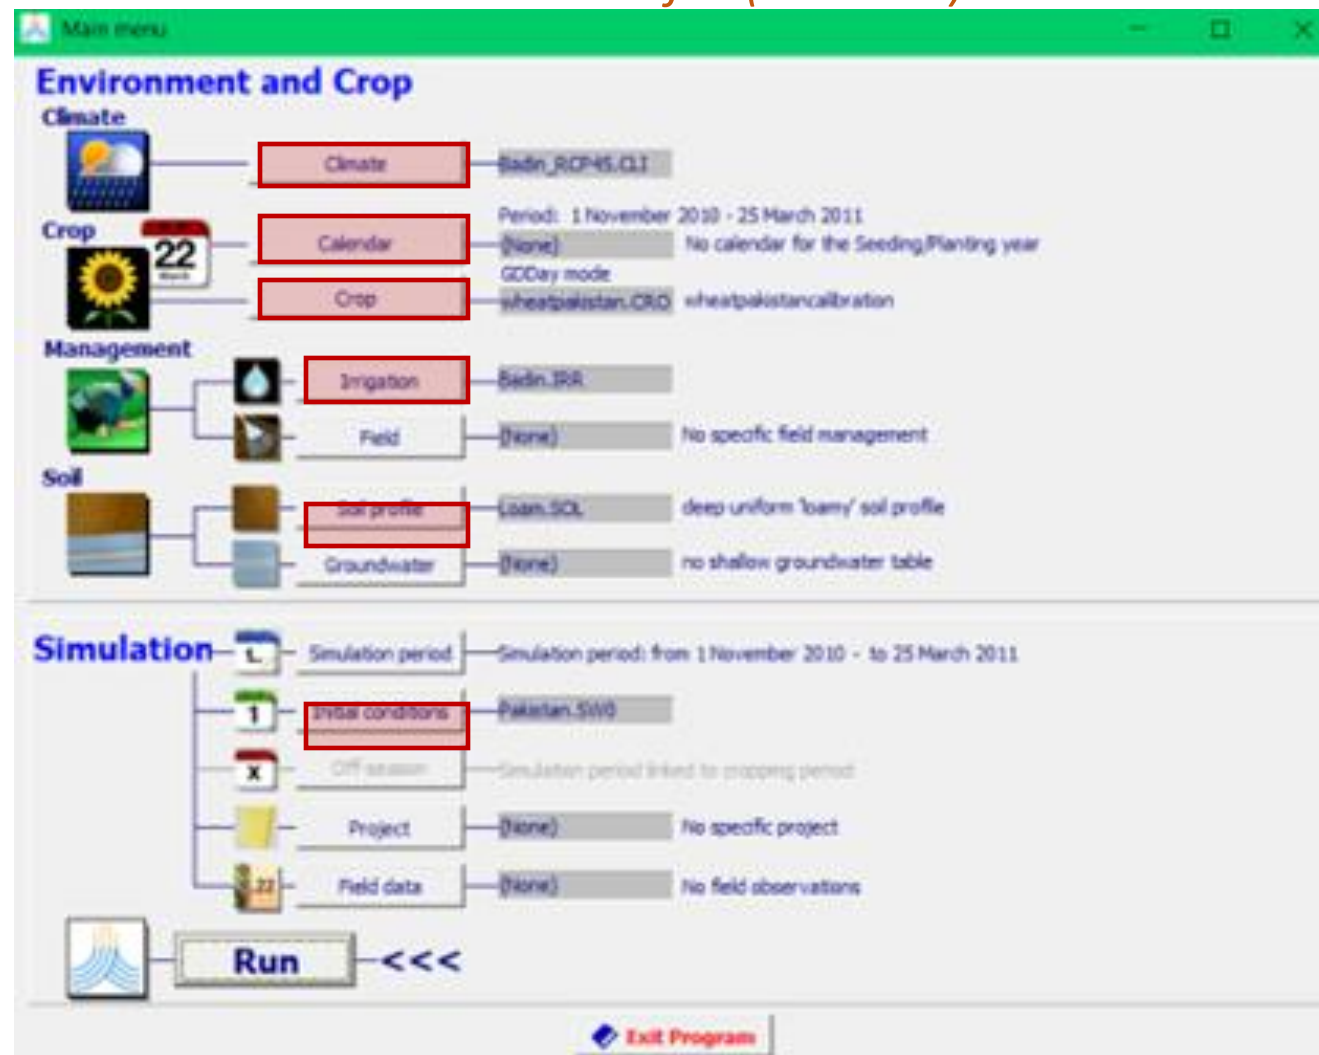 Main menu
Environment and Crop
Climate
Climate Badin_RCP45.CLI
Period: 1 November 2010 - 25 March 2011
Crop 22 March Calendar (None) No calendar for the Seeding/Planting year
GDDay mode
Crop wheatpakistan.CRO wheatpakistancalibration
Management
Irrigation Badin.IRR
Field (None) No specific field management
Soil
Soil profile Loam.SOL deep uniform 'loamy' soil profile
Groundwater (None) no shallow groundwater table
Simulation Simulation period Simulation period: from 1 November 2010 - to 25 March 2011
1 Initial conditions Pakistan.SW0
X Off-season Simulation period linked to cropping period
Project (None) No specific project
.22 Field data (None) No field observations
Run <<<
Exit Program